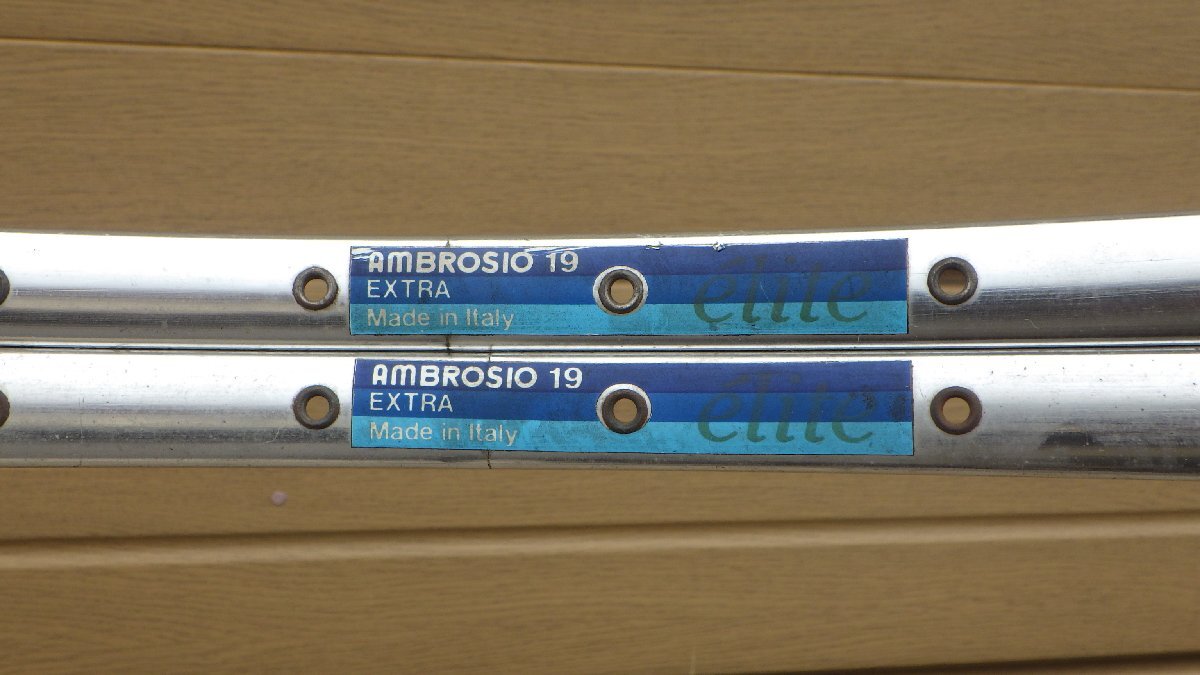 AMBROSIO 19
EXTRA
Made in Italy
élite
AMBROSIO 19
EXTRA
Made in Italy
élite